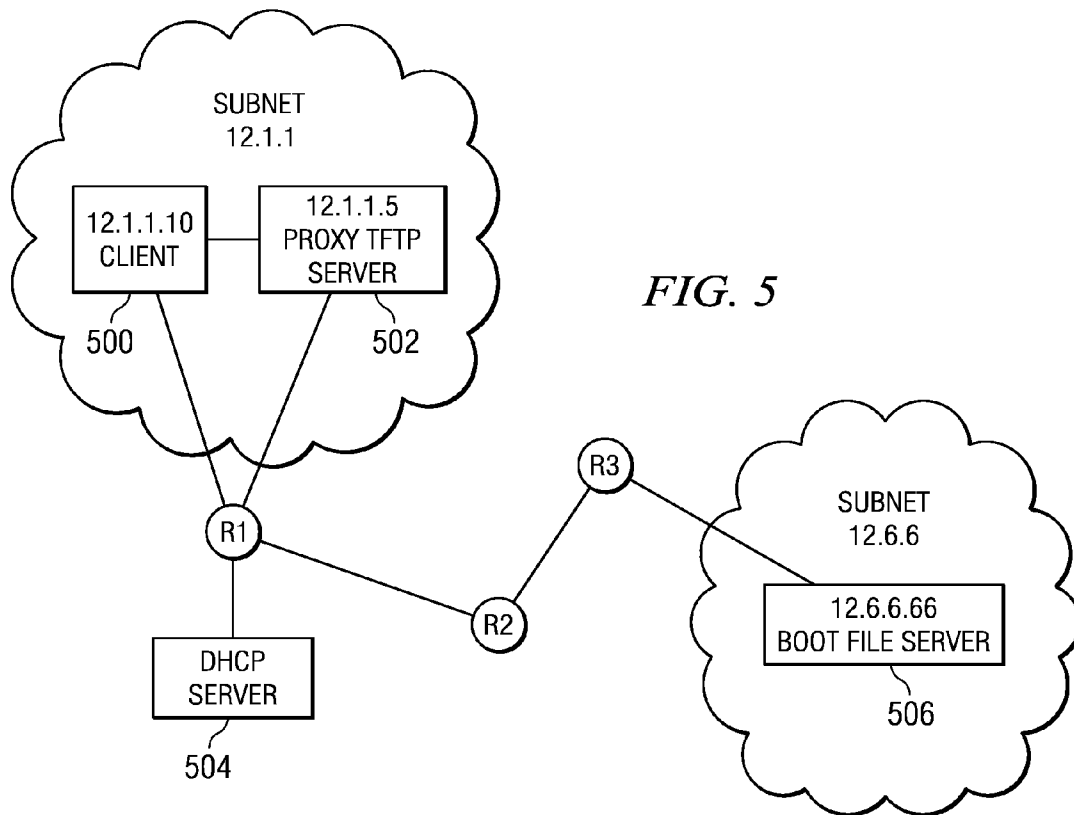 SUBNET
12.1.1
12.1.1.10
CLIENT
12.1.1.5
PROXY TFTP
SERVER
500
502
FIG. 5
R1
R2
R3
DHCP
SERVER
504
SUBNET
12.6.6
12.6.6.66
BOOT FILE SERVER
506